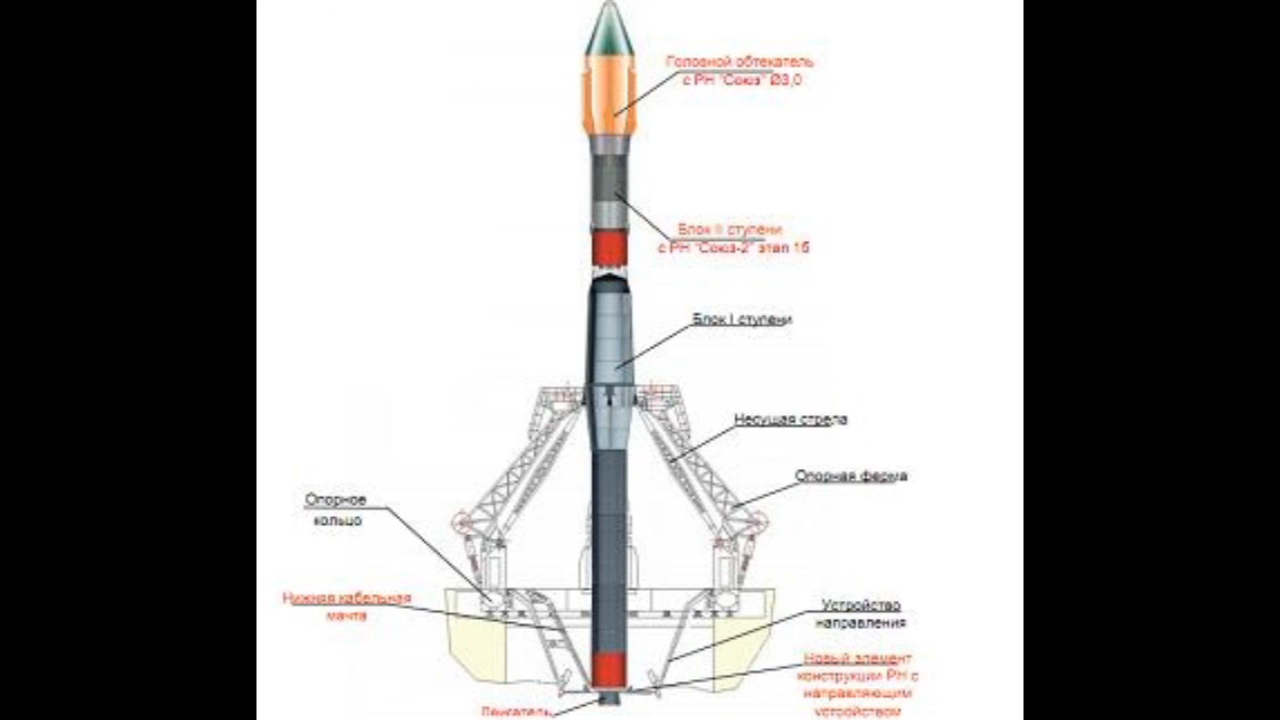 Головной обтекатель
с РН "Союз" Ø3,0
Блок II ступени
с РН "Союз-2" этап 1б
Блок I ступени
Несущая стрела
Опорная ферма
Опорное
кольцо
Нижняя кабельная
мачта
Устройство
направления
Новый элемент
конструкции РН с
направляющим
устройством
Двигатель